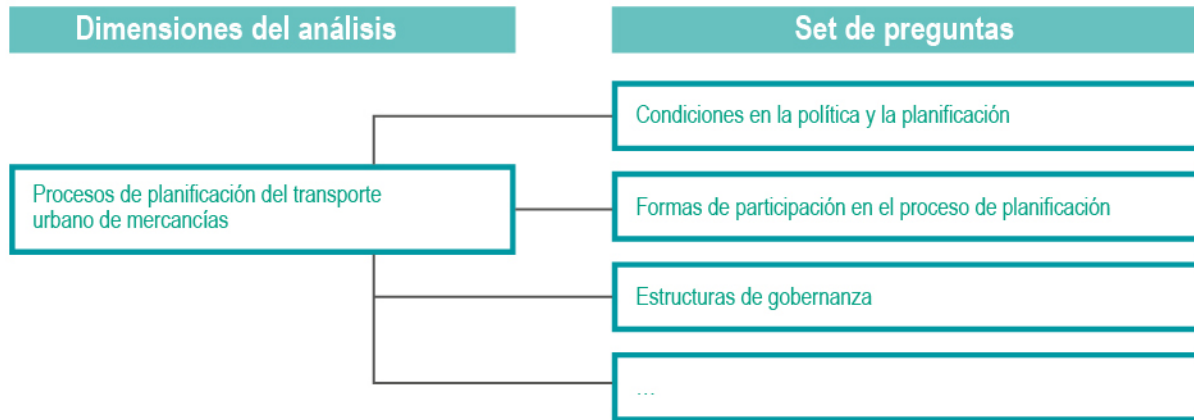 Dimensiones del análisis
Set de preguntas
Condiciones en la política y la planificación
Procesos de planificación del transporte
urbano de mercancías
Formas de participación en el proceso de planificación
Estructuras de gobernanza
...